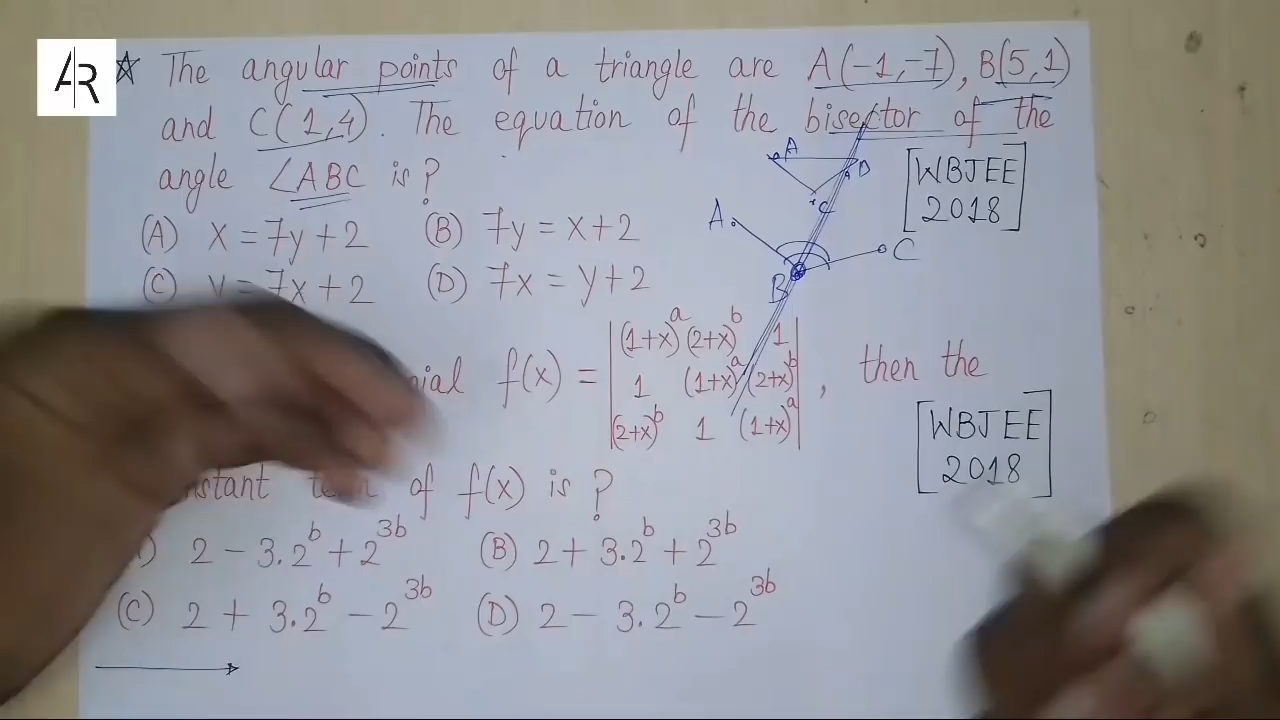 AR
☆ The angular points of a triangle are A(-1,-7), B(5,1)
and C(1,4). The equation of the bisector of the
angle ∠ABC is ?
(A) x = 7y+2 (B) 7y = x+2
(C) y = 7x+2 (D) 7x = y+2
[WBJEE
2018]
A
B
C
A
B
C
f(x) = | (1+x)^a (2+x)^b 1 |
| 1 (1+x)^a (2+x)^b | , then the
| (2+x)^b 1 (1+x)^a |
[WBJEE
2018]
term of f(x) is ?
2 - 3.2^b + 2^3b (B) 2 + 3.2^b + 2^3b
(C) 2 + 3.2^b - 2^3b (D) 2 - 3.2^b - 2^3b